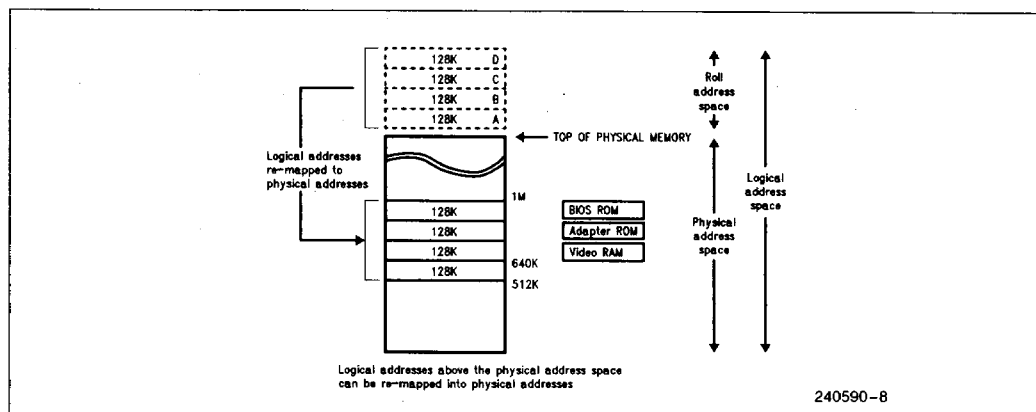 128K D
128K C
128K B
128K A
Roll
address
space
TOP OF PHYSICAL MEMORY
Logical addresses
re-mapped to
physical addresses
Logical
address
space
1M
128K
BIOS ROM
128K
Adapter ROM
Physical
address
space
128K
Video RAM
640K
128K
512K
Logical addresses above the physical address space
can be re-mapped into physical addresses
240590-8